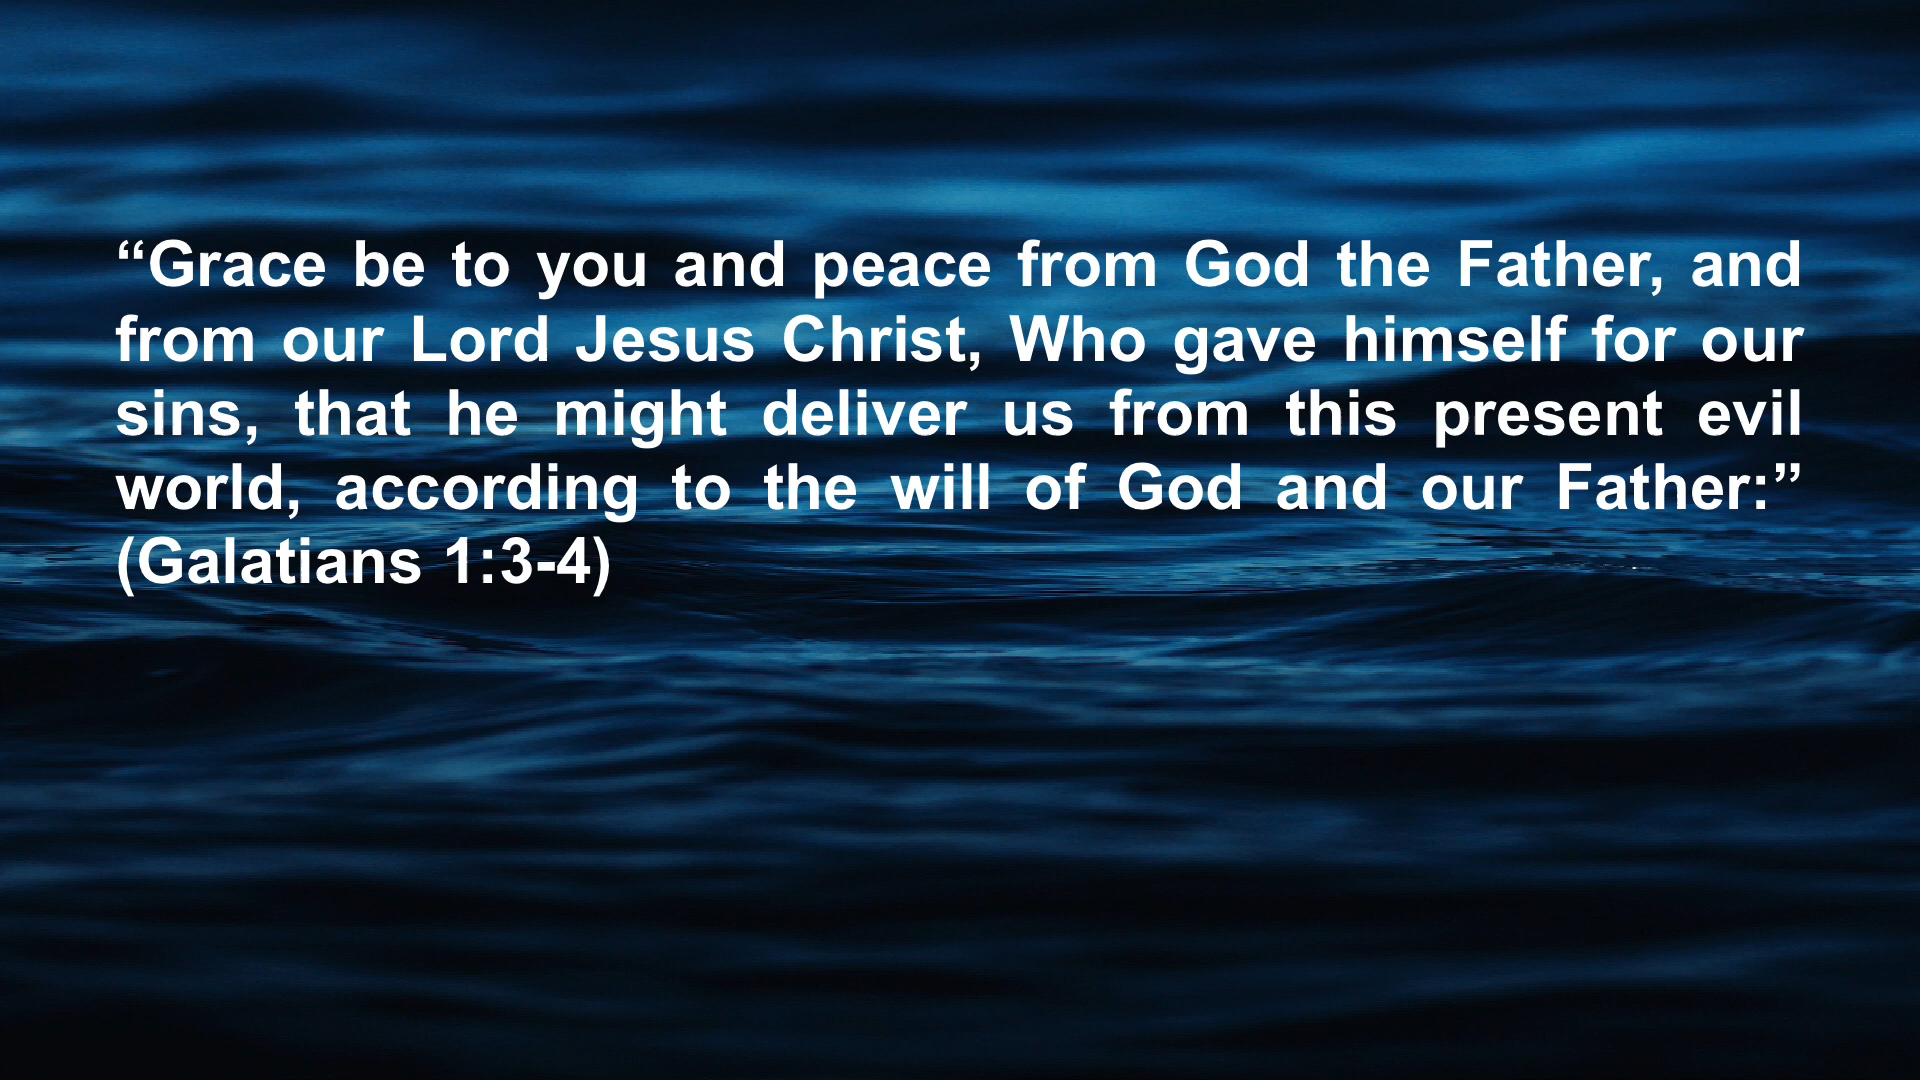 “Grace be to you and peace from God the Father, and
from our Lord Jesus Christ, Who gave himself for our
sins, that he might deliver us from this present evil
world, according to the will of God and our Father:”
(Galatians 1:3-4)